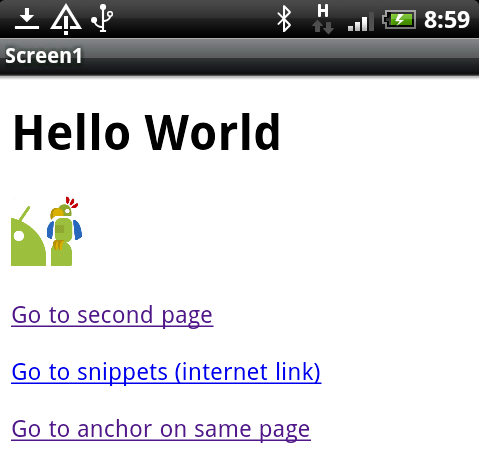 H
8:59
Screen1
Hello World
Go to second page
Go to snippets (internet link)
Go to anchor on same page